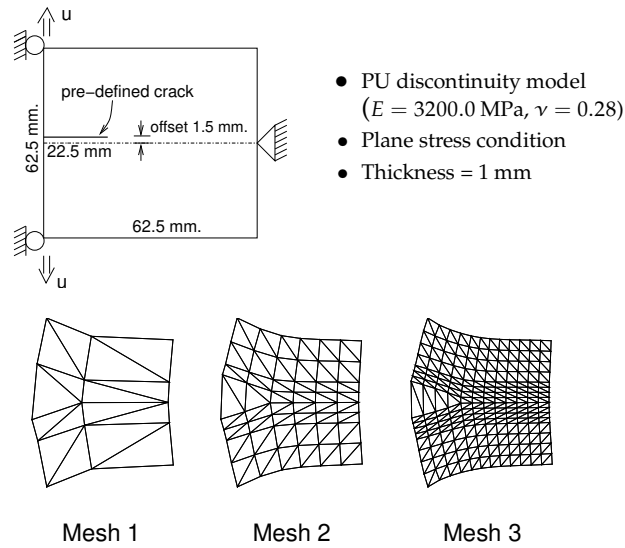 u
pre-defined crack
offset 1.5 mm.
22.5 mm
62.5 mm.
62.5 mm.
u
• PU discontinuity model
(E = 3200.0 MPa, ν = 0.28)
• Plane stress condition
• Thickness = 1 mm
Mesh 1
Mesh 2
Mesh 3